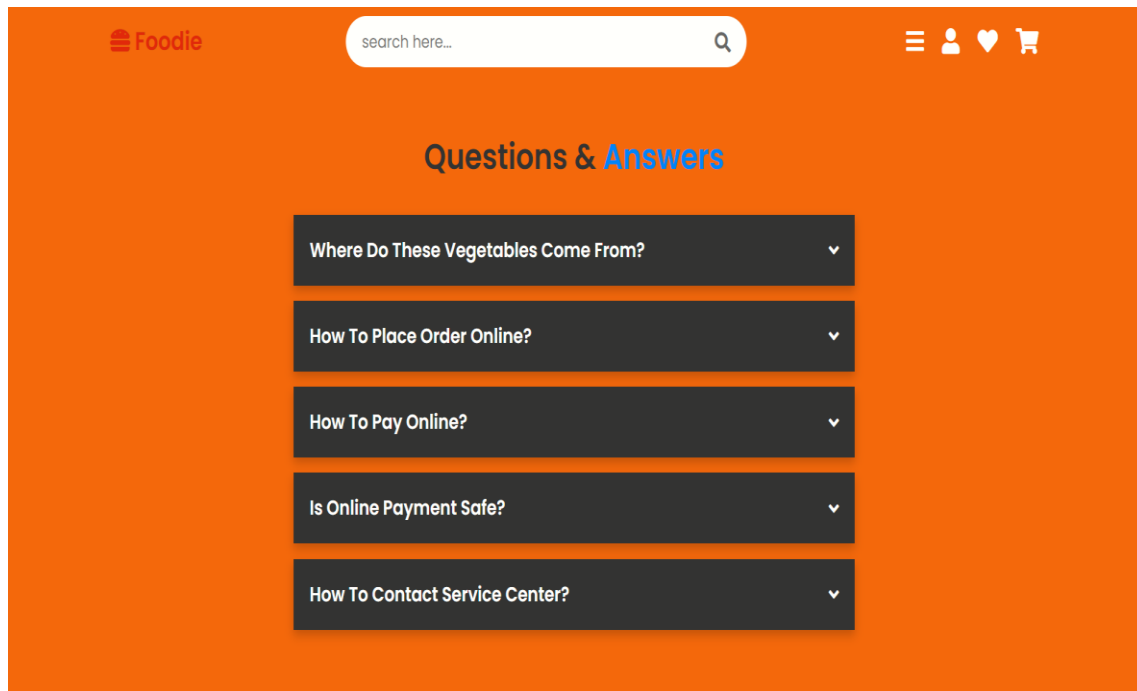 Foodie
search here...
Questions & Answers
Where Do These Vegetables Come From?
How To Place Order Online?
How To Pay Online?
Is Online Payment Safe?
How To Contact Service Center?